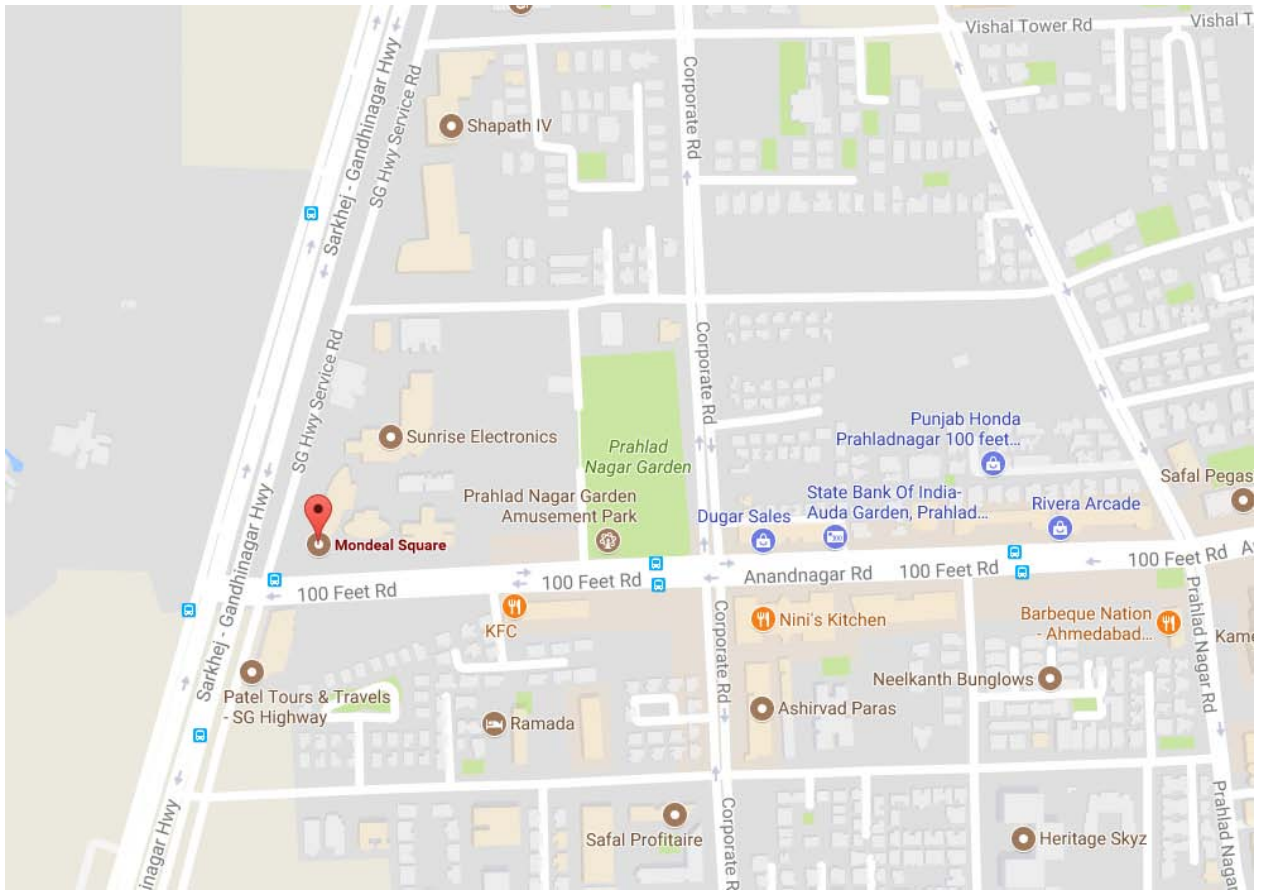 Vishal Tower Rd
Vishal T
Sarkhej - Gandhinagar Hwy
SG Hwy Service Rd
Corporate Rd
Shapath IV
Corporate Rd
SG Hwy Service Rd
Sunrise Electronics
Prahlad
Nagar Garden
Punjab Honda
Prahladnagar 100 feet...
Safal Pegas
Prahlad Nagar Garden
Amusement Park
Dugar Sales
State Bank Of India-
Auda Garden, Prahlad...
Rivera Arcade
Mondeal Square
Sarkhej - Gandhinagar Hwy
100 Feet Rd
100 Feet Rd
Anandnagar Rd
100 Feet Rd
100 Feet Rd
KFC
Nini's Kitchen
Barbeque Nation
- Ahmedabad...
Kame
Corporate Rd
Prahlad Nagar Rd
Patel Tours & Travels
- SG Highway
Ramada
Ashirvad Paras
Neelkanth Bunglows
Safal Profitaire
Heritage Skyz
inagar Hwy
Corporate R
Prahlad Naga